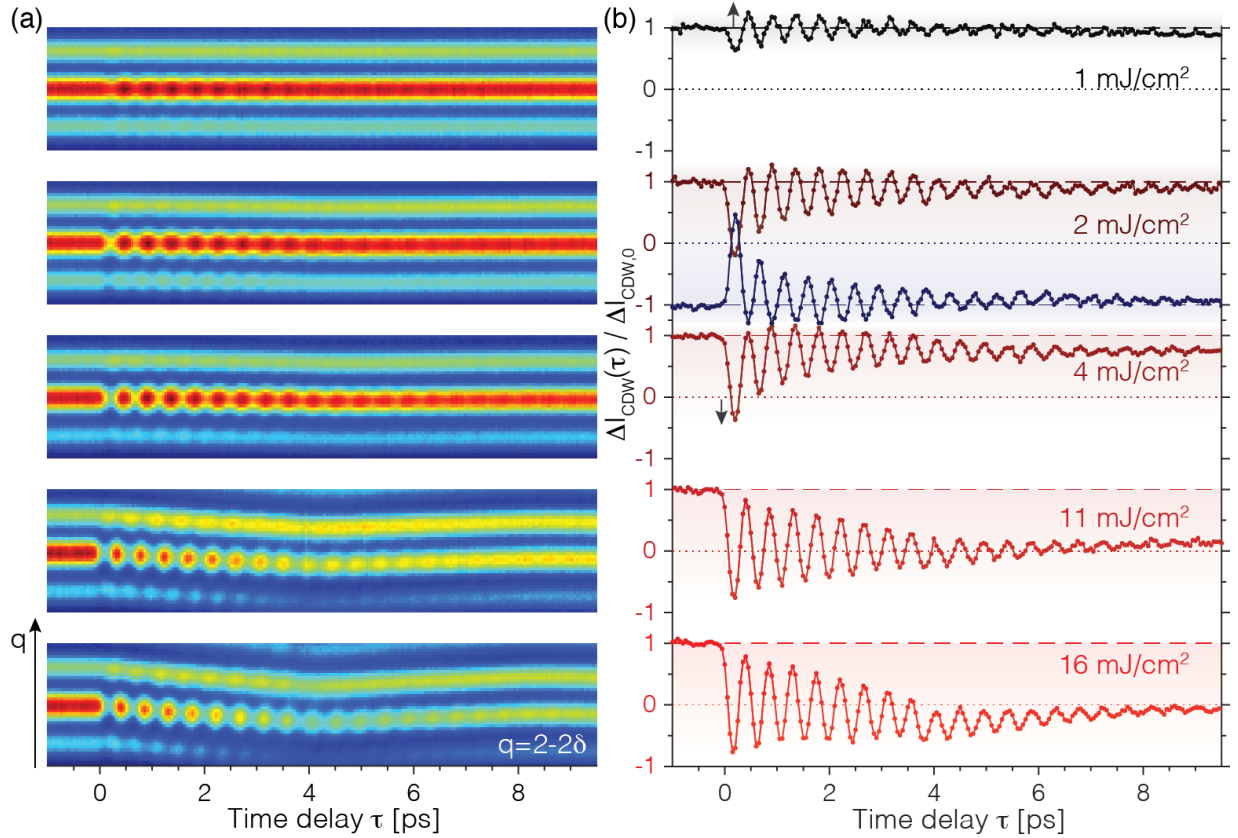 (a)
q
q=2-2δ
0
2
4
6
8
Time delay τ [ps]
(b)
ΔI_CDW(τ) / ΔI_CDW,0
1
0
-1
1 mJ/cm²
1
0
-1
2 mJ/cm²
1
0
-1
4 mJ/cm²
1
0
-1
11 mJ/cm²
1
0
-1
16 mJ/cm²
0
2
4
6
8
Time delay τ [ps]